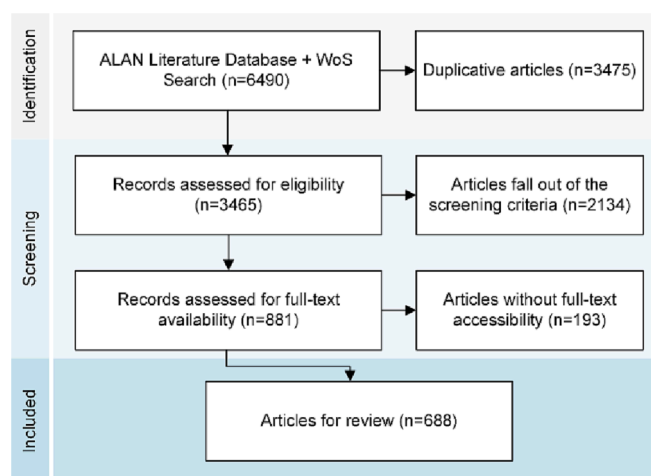 Identification
ALAN Literature Database + WoS
Search (n=6490)
Duplicative articles (n=3475)
Screening
Records assessed for eligibility
(n=3465)
Articles fall out of the
screening criteria (n=2134)
Records assessed for full-text
availability (n=881)
Articles without full-text
accessibility (n=193)
Included
Articles for review (n=688)